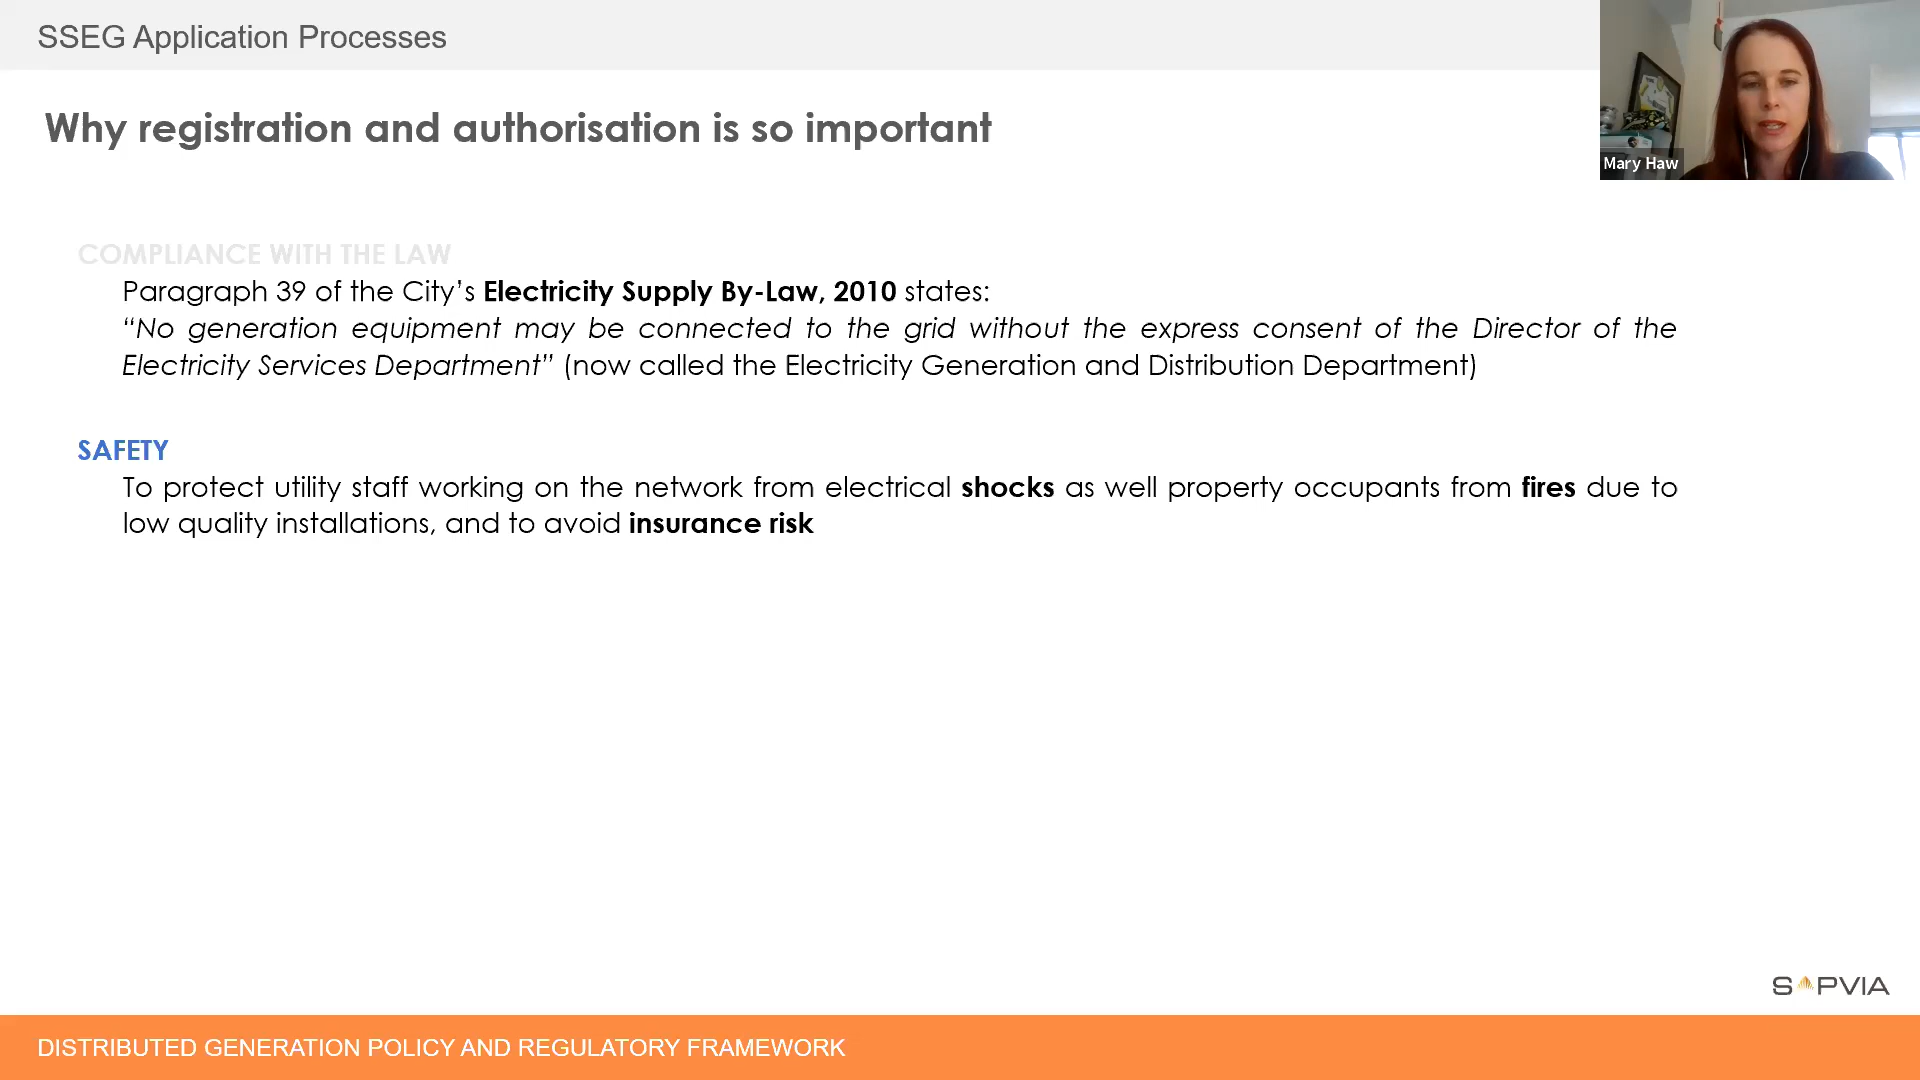 SSEG Application Processes
Why registration and authorisation is so important
Mary Haw
COMPLIANCE WITH THE LAW
Paragraph 39 of the City’s Electricity Supply By-Law, 2010 states:
“No generation equipment may be connected to the grid without the express consent of the Director of the
Electricity Services Department” (now called the Electricity Generation and Distribution Department)
SAFETY
To protect utility staff working on the network from electrical shocks as well property occupants from fires due to
low quality installations, and to avoid insurance risk
SAPVIA
DISTRIBUTED GENERATION POLICY AND REGULATORY FRAMEWORK